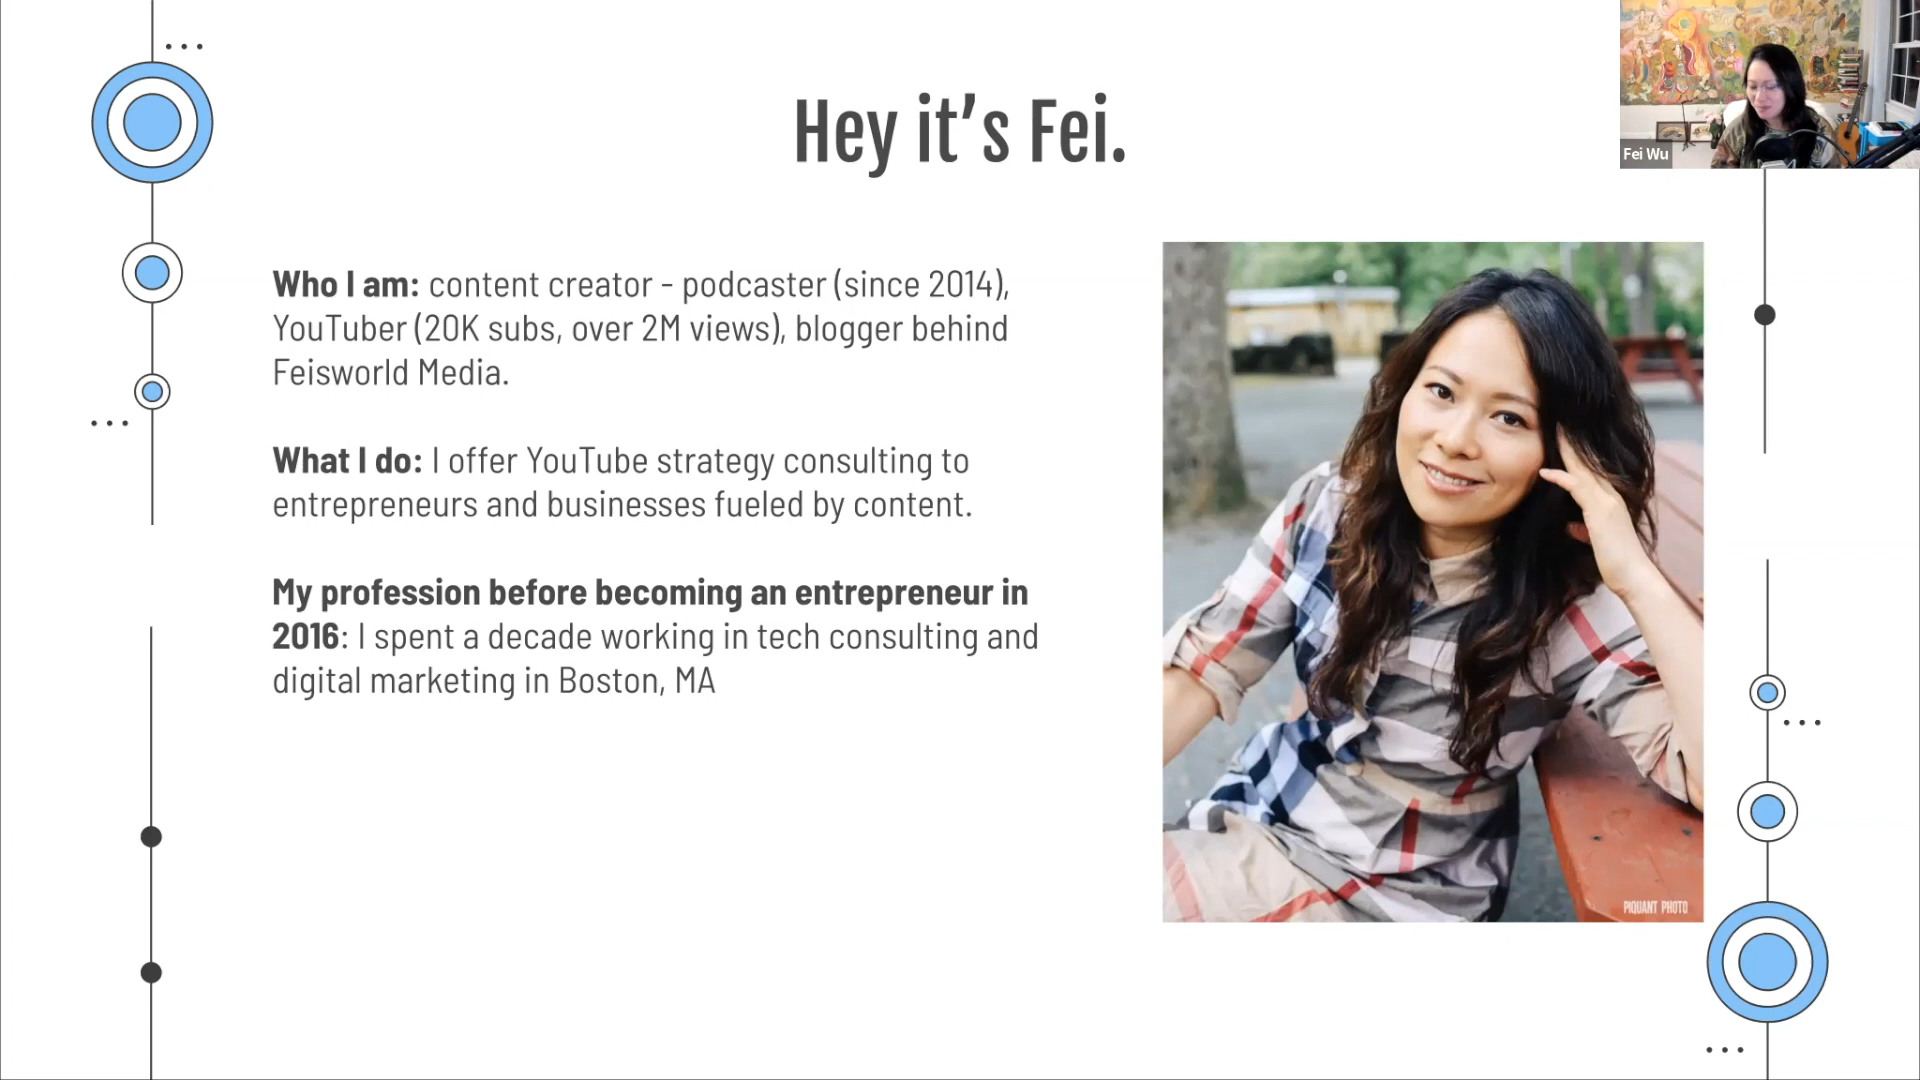 Hey it’s Fei.
Fei Wu
Who I am: content creator - podcaster (since 2014),
YouTuber (20K subs, over 2M views), blogger behind
Feisworld Media.
What I do: I offer YouTube strategy consulting to
entrepreneurs and businesses fueled by content.
My profession before becoming an entrepreneur in
2016: I spent a decade working in tech consulting and
digital marketing in Boston, MA
PIQUANT PHOTO